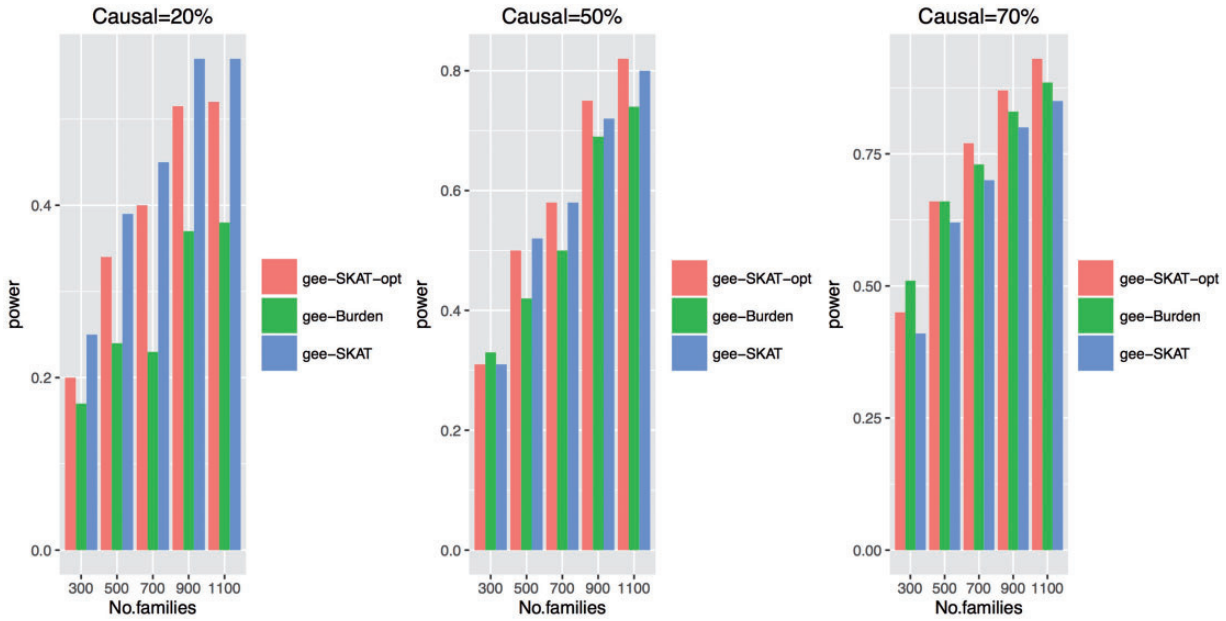 Causal=20%
power
0.4
0.2
0.0
300 500 700 900 1100
No.families
gee-SKAT-opt
gee-Burden
gee-SKAT
Causal=50%
power
0.8
0.6
0.4
0.2
0.0
300 500 700 900 1100
No.families
gee-SKAT-opt
gee-Burden
gee-SKAT
Causal=70%
power
0.75
0.50
0.25
0.00
300 500 700 900 1100
No.families
gee-SKAT-opt
gee-Burden
gee-SKAT